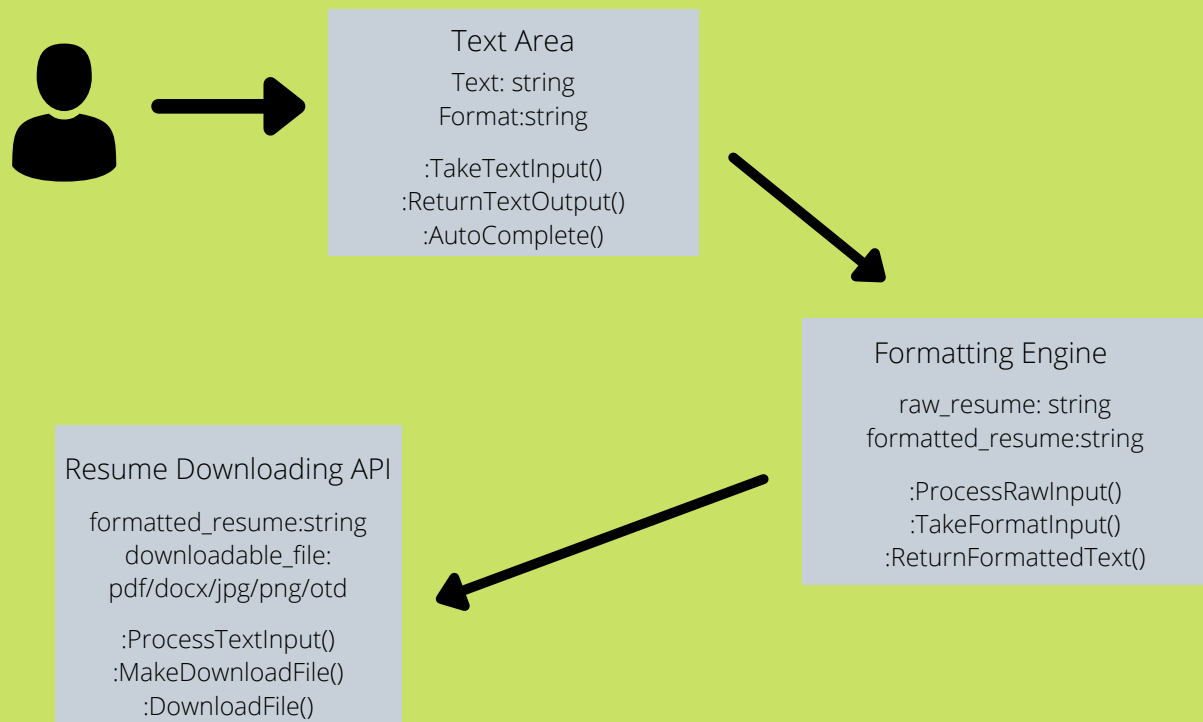 Text Area
Text: string
Format:string
:TakeTextInput()
:ReturnTextOutput()
:AutoComplete()
Formatting Engine
raw_resume: string
formatted_resume:string
:ProcessRawInput()
:TakeFormatInput()
:ReturnFormattedText()
Resume Downloading API
formatted_resume:string
downloadable_file:
pdf/docx/jpg/png/otd
:ProcessTextInput()
:MakeDownloadFile()
:DownloadFile()